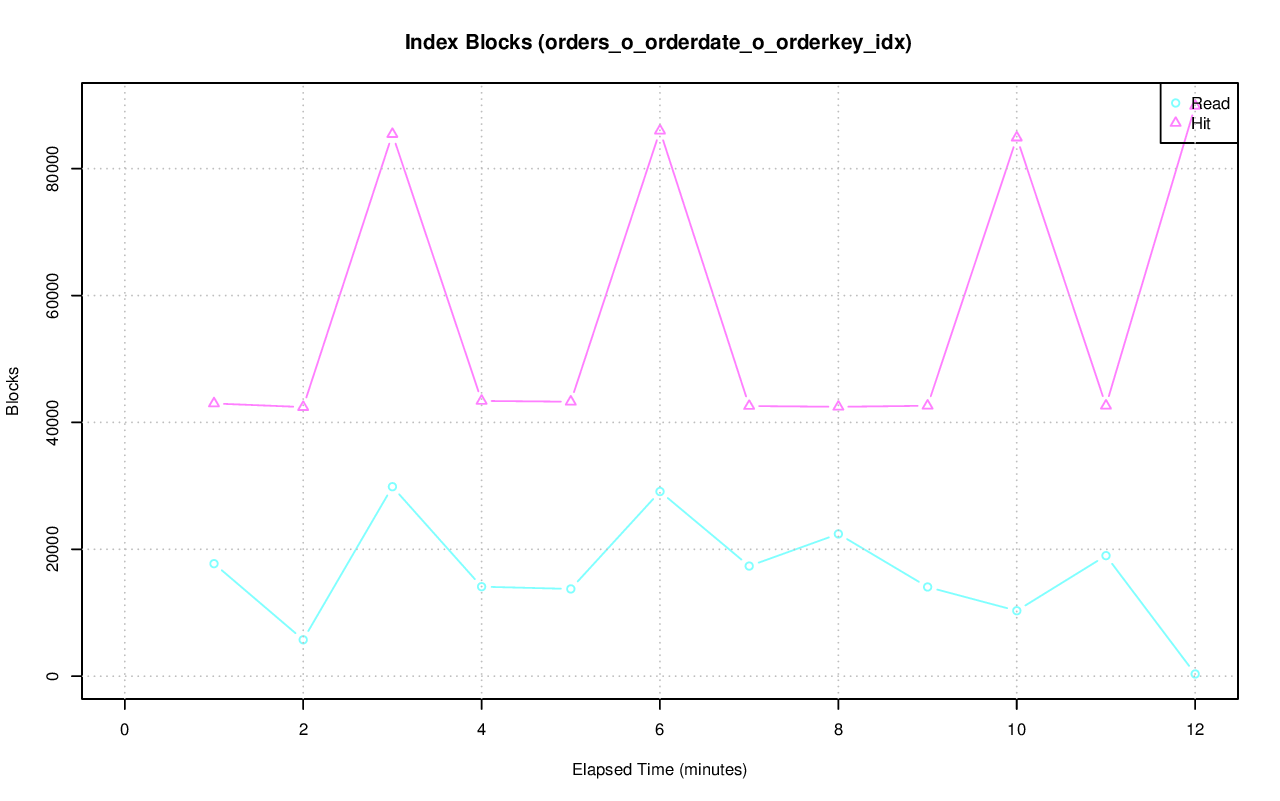 Index Blocks (orders_o_orderdate_o_orderkey_idx)
Read
Hit
Blocks
80000
60000
40000
20000
0
0 2 4 6 8 10 12
Elapsed Time (minutes)